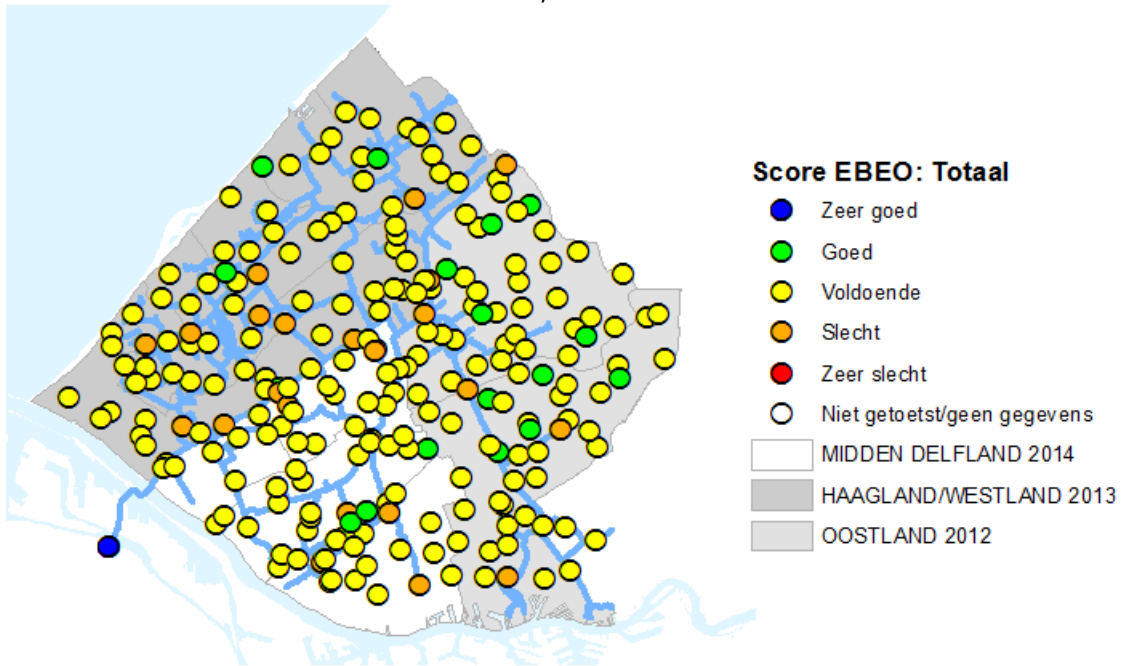 Score EBEO: Totaal
Zeer goed
Goed
Voldoende
Slecht
Zeer slecht
Niet getoetst/geen gegevens
MIDDEN DELFLAND 2014
HAAGLAND/WESTLAND 2013
OOSTLAND 2012